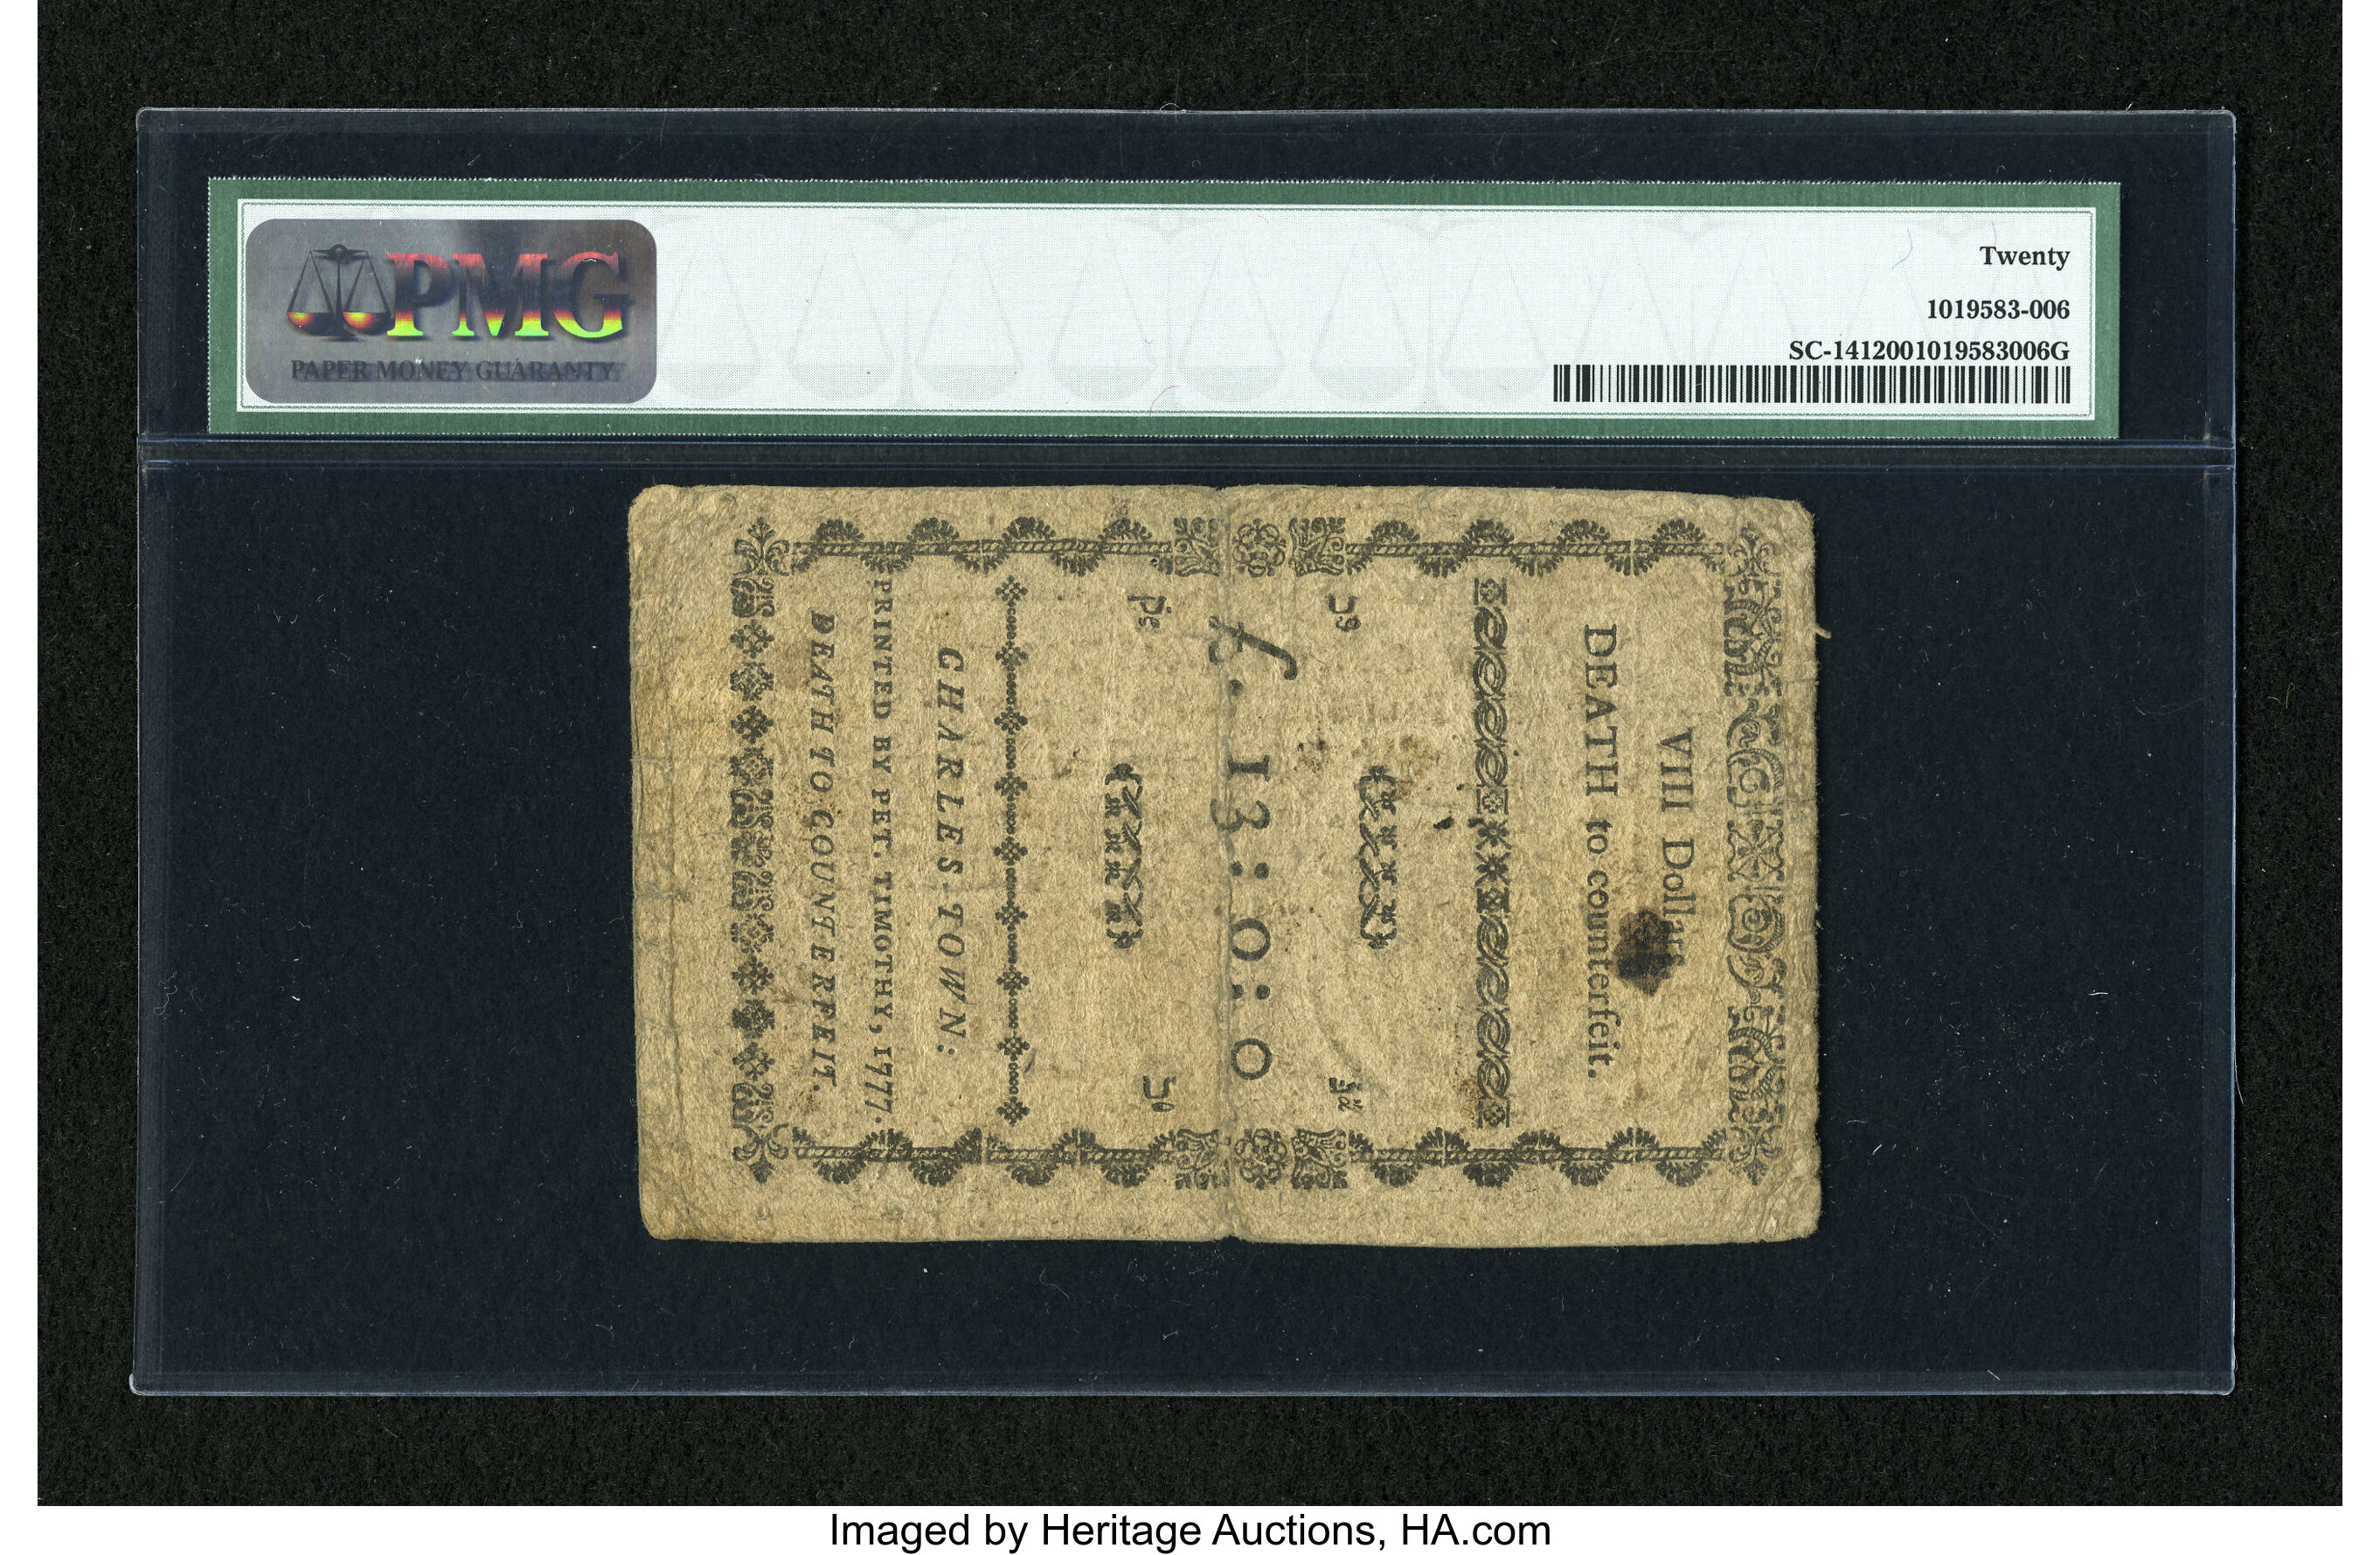 PMG
PAPER MONEY GUARANTY
Twenty
1019583-006
SC-1412001019583006G
VIII Dollars
DEATH to counterfeit.
£. 13 : 0 : 0
CHARLES-TOWN:
PRINTED BY PET. TIMOTHY, 1777.
DEATH TO COUNTERFEIT.
Imaged by Heritage Auctions, HA.com